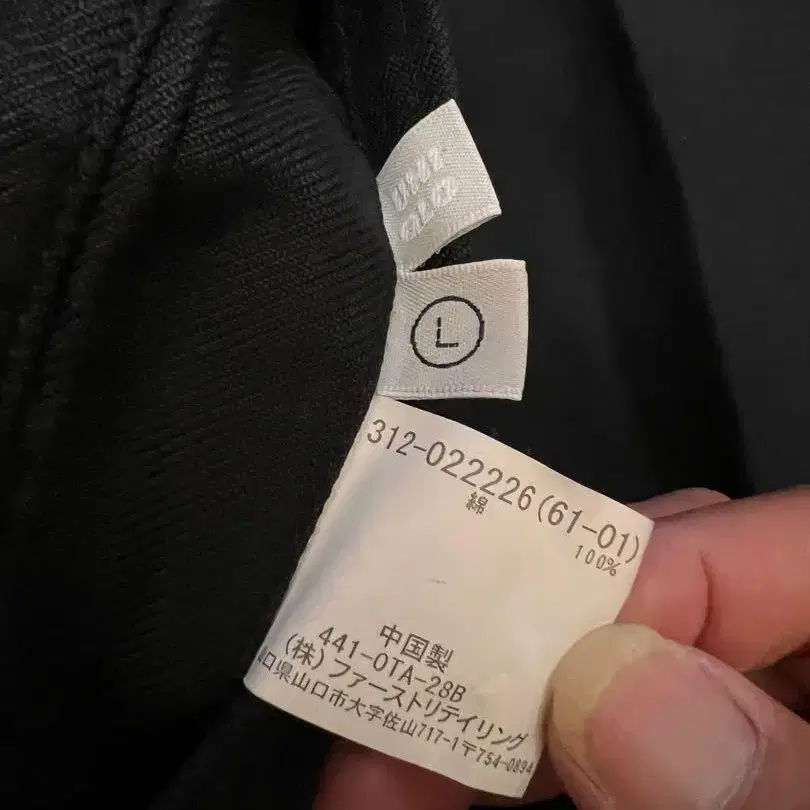 L
312-022226(61-01)
綿 100%
中国製
441-OTA-28B
(株)ファーストリテイリング
口県山口市大字佐山717-1〒754-0894